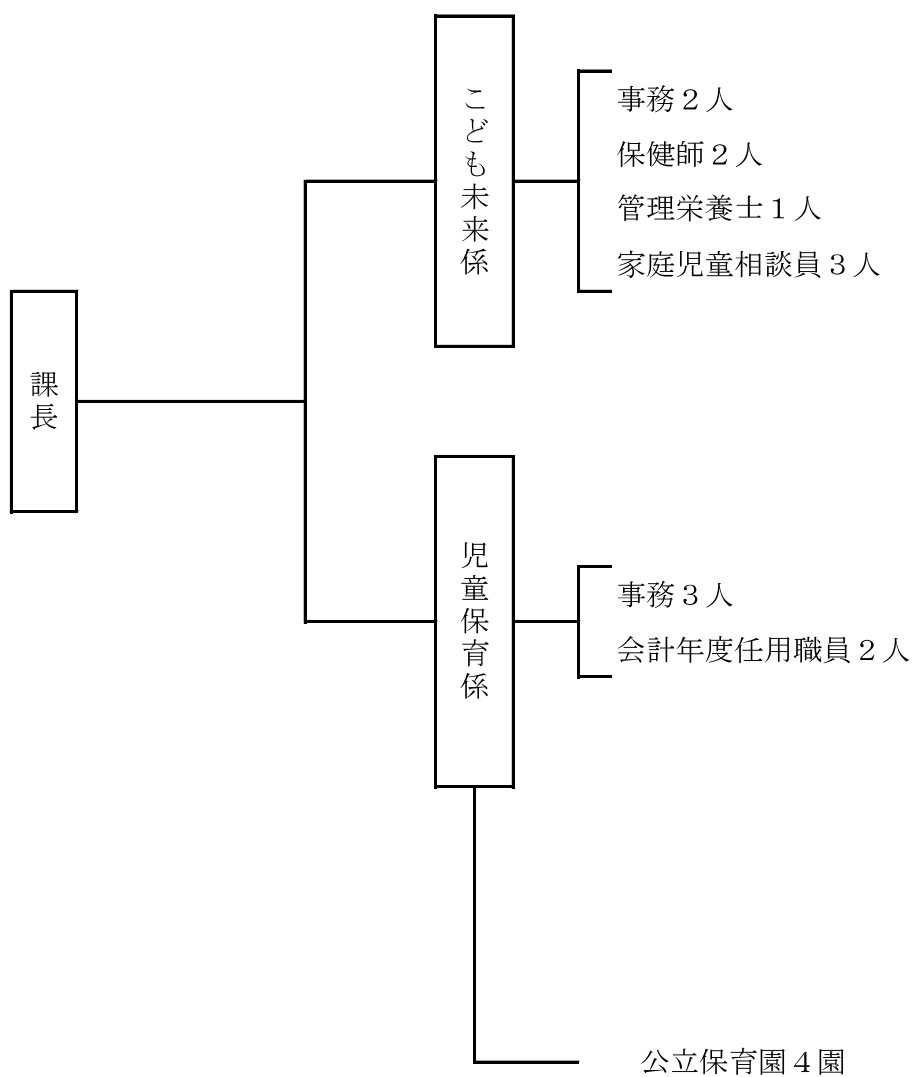 課長
こども未来係
事務２人
保健師２人
管理栄養士１人
家庭児童相談員３人
児童保育係
事務３人
会計年度任用職員２人
公立保育園４園